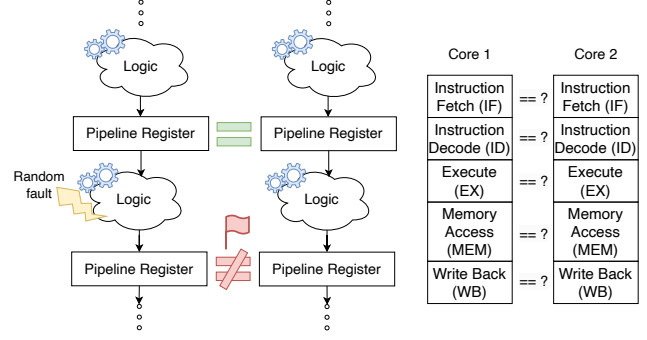 Logic
Logic
Pipeline Register
Pipeline Register
Random
fault
Logic
Logic
Pipeline Register
≠
Pipeline Register
Core 1
Core 2
Instruction
Fetch (IF)
== ?
Instruction
Fetch (IF)
Instruction
Decode (ID)
== ?
Instruction
Decode (ID)
Execute
(EX)
== ?
Execute
(EX)
Memory
Access
(MEM)
== ?
Memory
Access
(MEM)
Write Back
(WB)
== ?
Write Back
(WB)